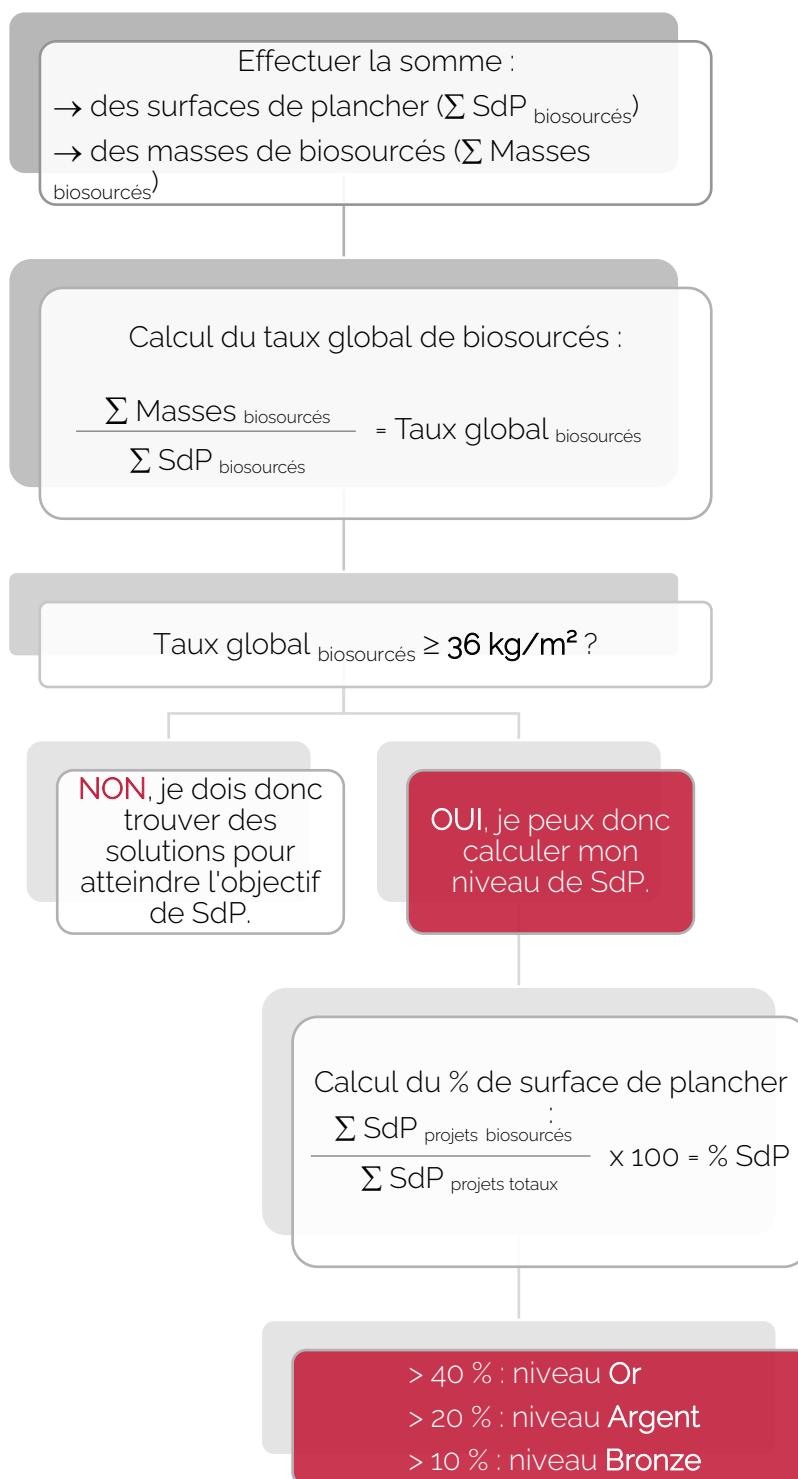 Effectuer la somme :
→ des surfaces de plancher (∑ SdP biosourcés)
→ des masses de biosourcés (∑ Masses
biosourcés)
Calcul du taux global de biosourcés :
∑ Masses biosourcés
∑ SdP biosourcés
= Taux global biosourcés
Taux global biosourcés ≥ 36 kg/m² ?
NON, je dois donc
trouver des
solutions pour
atteindre l'objectif
de SdP.
OUI, je peux donc
calculer mon
niveau de SdP.
Calcul du % de surface de plancher
:
∑ SdP projets biosourcés
∑ SdP projets totaux
x 100 = % SdP
> 40 % : niveau Or
> 20 % : niveau Argent
> 10 % : niveau Bronze